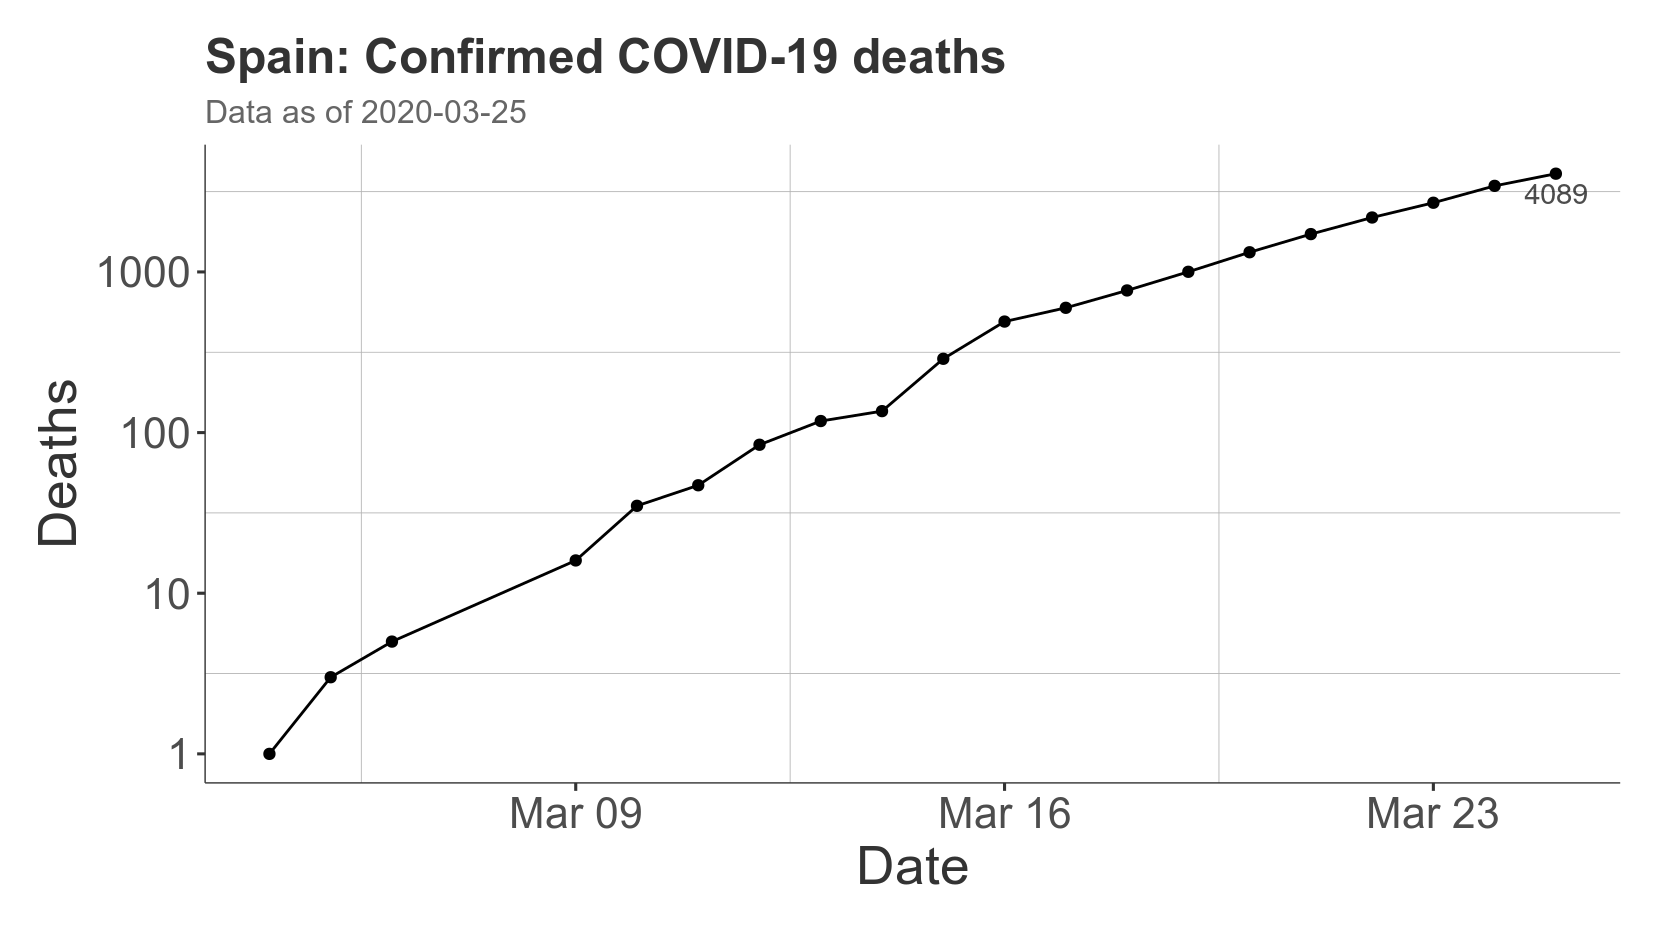 Spain: Confirmed COVID-19 deaths
Data as of 2020-03-25
4089
1000
100
10
1
Deaths
Mar 09
Mar 16
Mar 23
Date